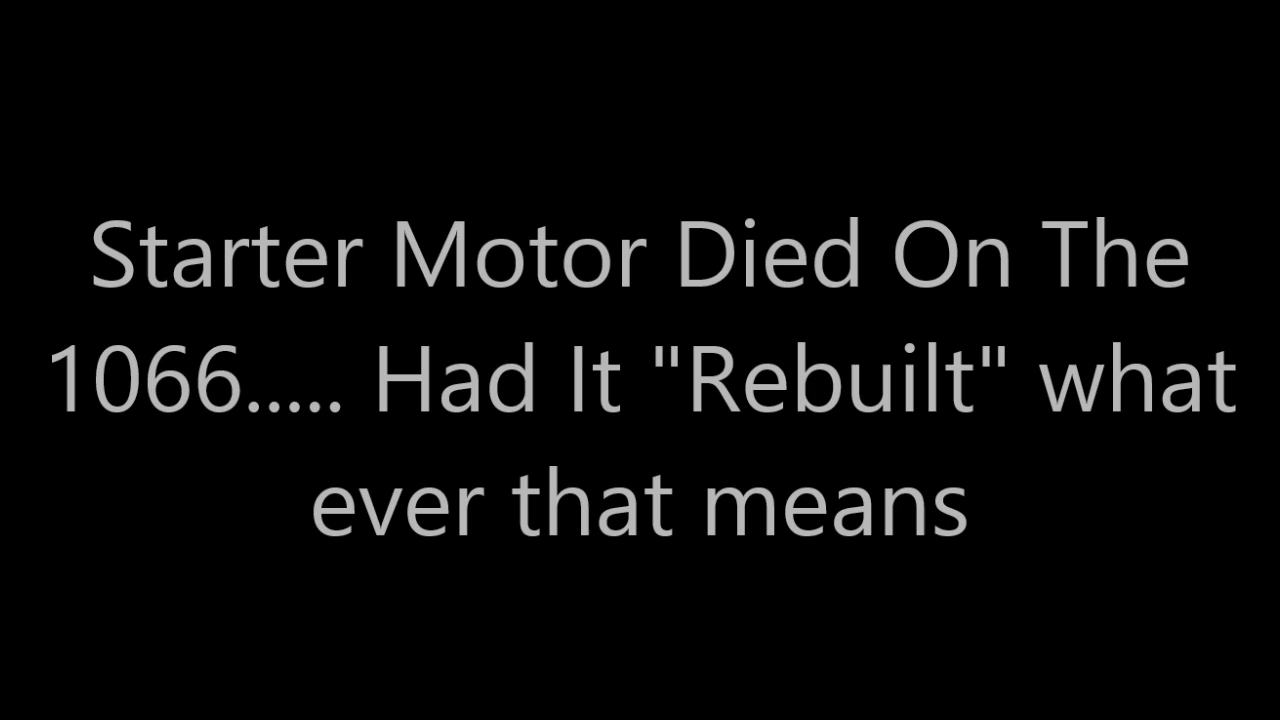 Starter Motor Died On The
1066..... Had It "Rebuilt" what
ever that means